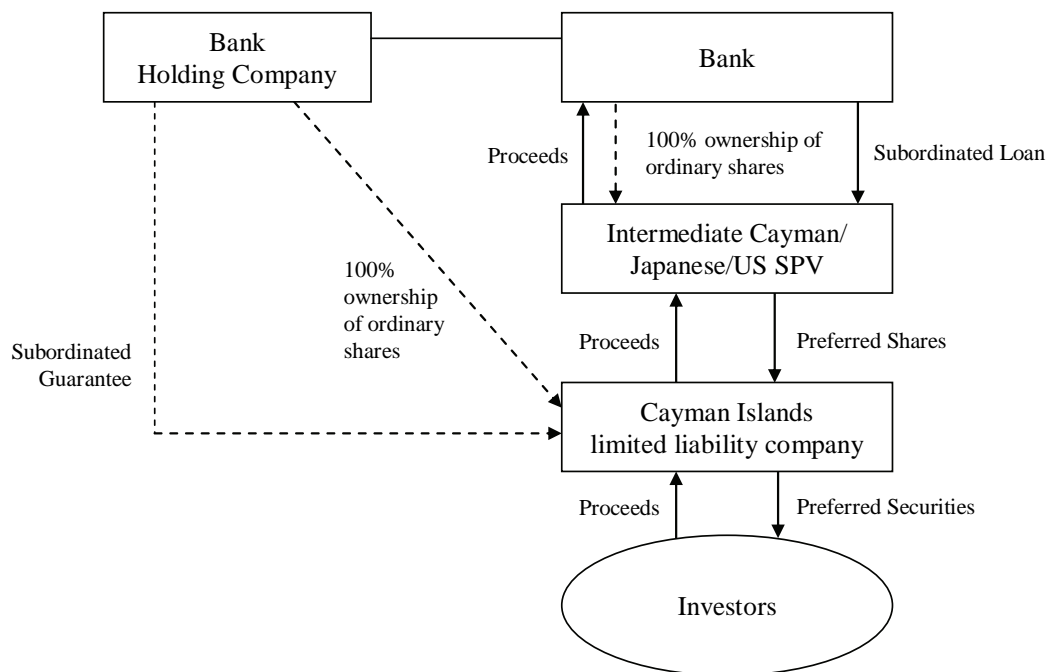 Bank
Holding Company
Bank
Proceeds
100% ownership of
ordinary shares
Subordinated Loan
Intermediate Cayman/
Japanese/US SPV
100%
ownership
of ordinary
shares
Subordinated
Guarantee
Proceeds
Preferred Shares
Cayman Islands
limited liability company
Proceeds
Preferred Securities
Investors